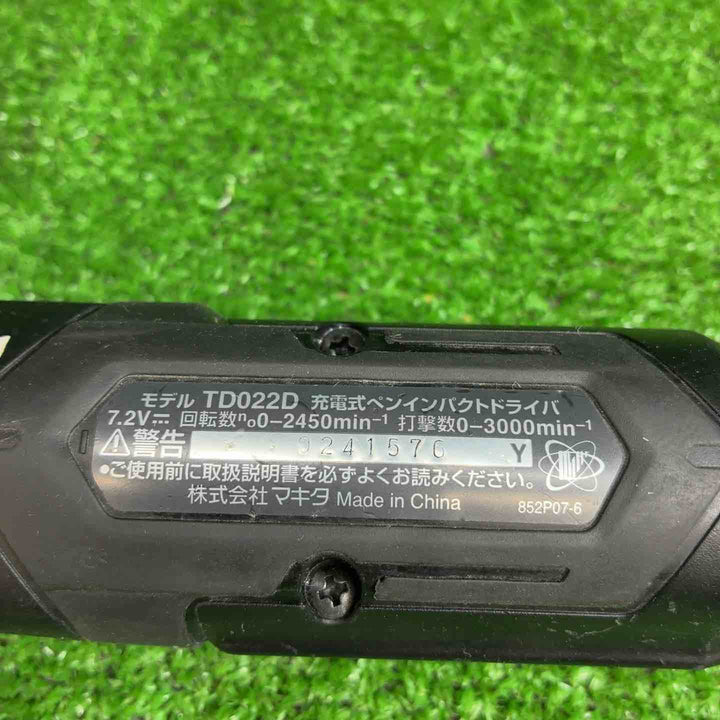 モデル TD022D 充電式ペンインパクトドライバ
7.2V⎓ 回転数n₀0-2450min⁻¹ 打撃数0-3000min⁻¹
⚠警告 0241576 Y
●ご使用前に取扱説明書を必ずよくお読みください。
株式会社 マキタ Made in China 852P07-6